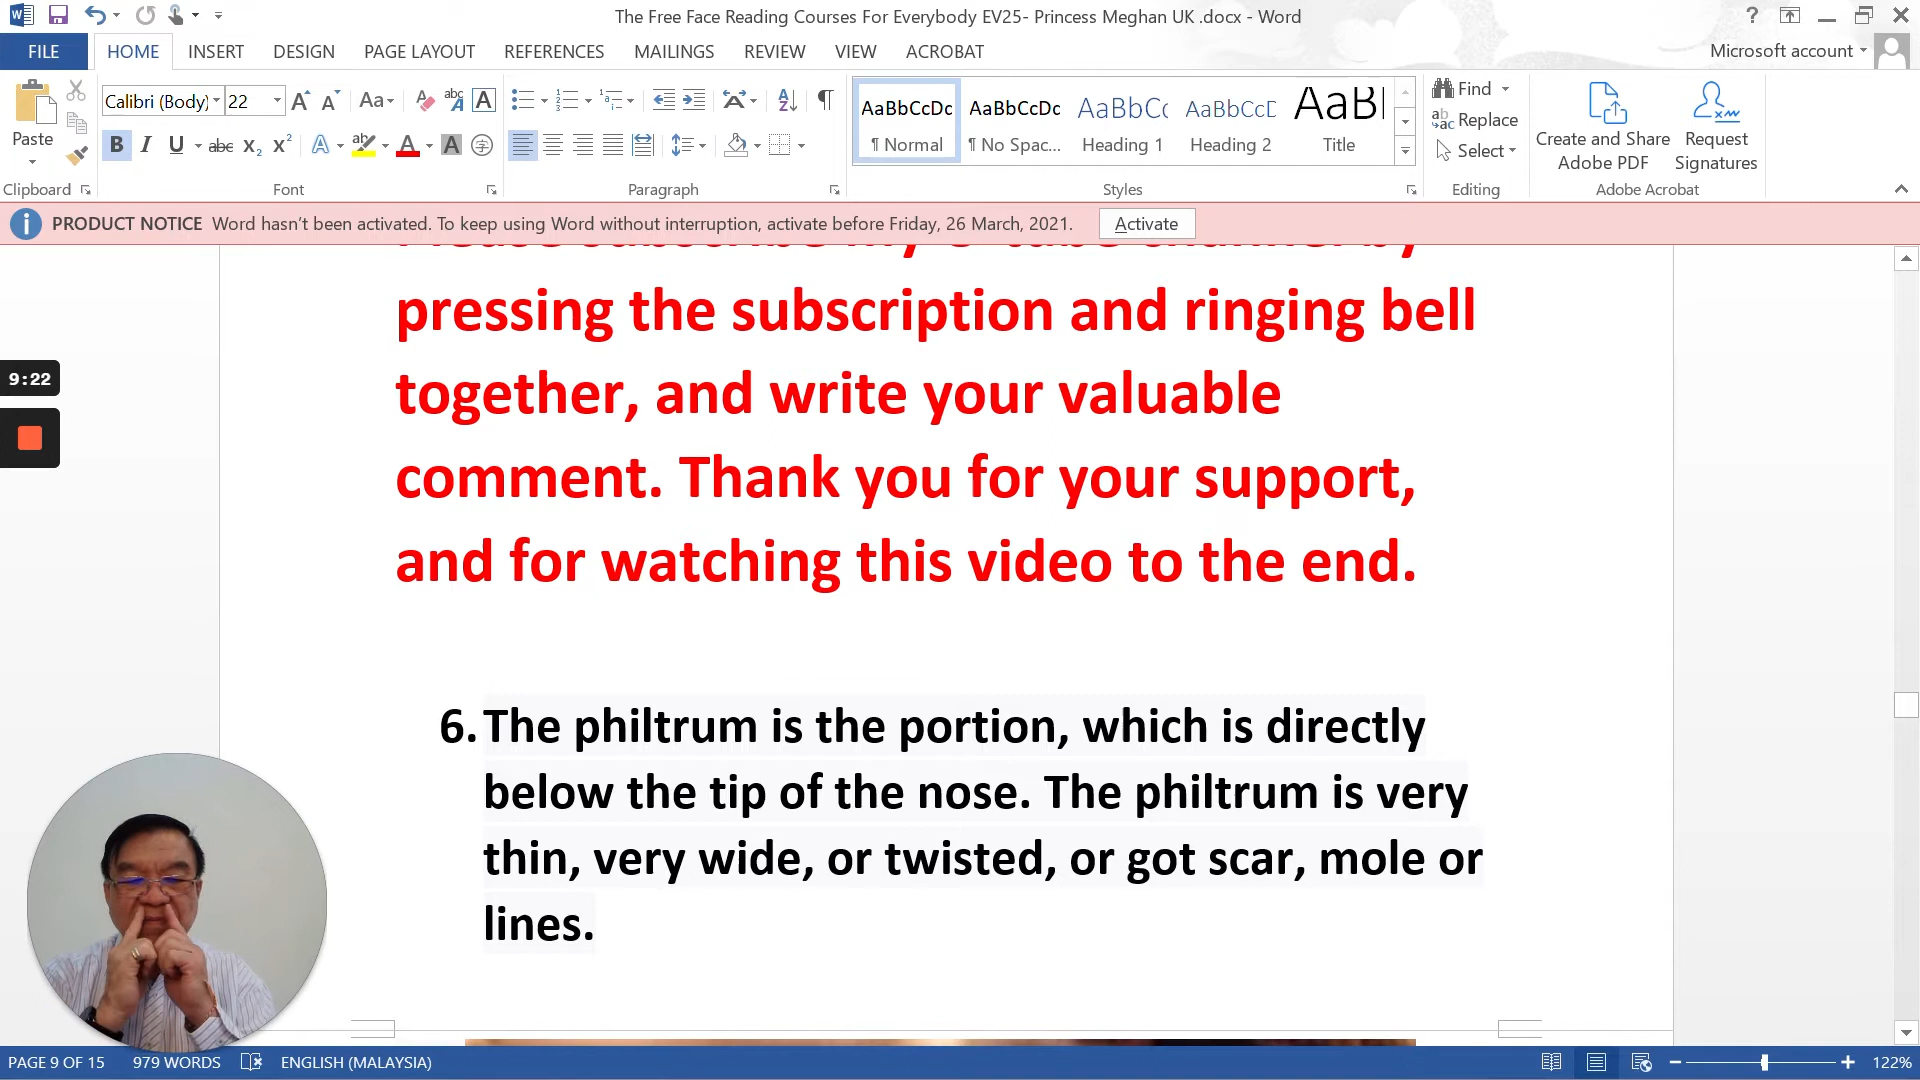 The Free Face Reading Courses For Everybody EV25- Princess Meghan UK .docx - Word
FILE HOME INSERT DESIGN PAGE LAYOUT REFERENCES MAILINGS REVIEW VIEW ACROBAT
Microsoft account
Calibri (Body) 22
Paste
Clipboard
Font
Paragraph
AaBbCcDc AaBbCcDc AaBbCc AaBbCcD AaBl
¶ Normal ¶ No Spac... Heading 1 Heading 2 Title
Styles
Find
Replace
Select
Editing
Create and Share Adobe PDF
Request Signatures
Adobe Acrobat
PRODUCT NOTICE Word hasn't been activated. To keep using Word without interruption, activate before Friday, 26 March, 2021. Activate
pressing the subscription and ringing bell
together, and write your valuable
comment. Thank you for your support,
and for watching this video to the end.
9:22
6. The philtrum is the portion, which is directly
below the tip of the nose. The philtrum is very
thin, very wide, or twisted, or got scar, mole or
lines.
PAGE 9 OF 15 979 WORDS ENGLISH (MALAYSIA) 122%